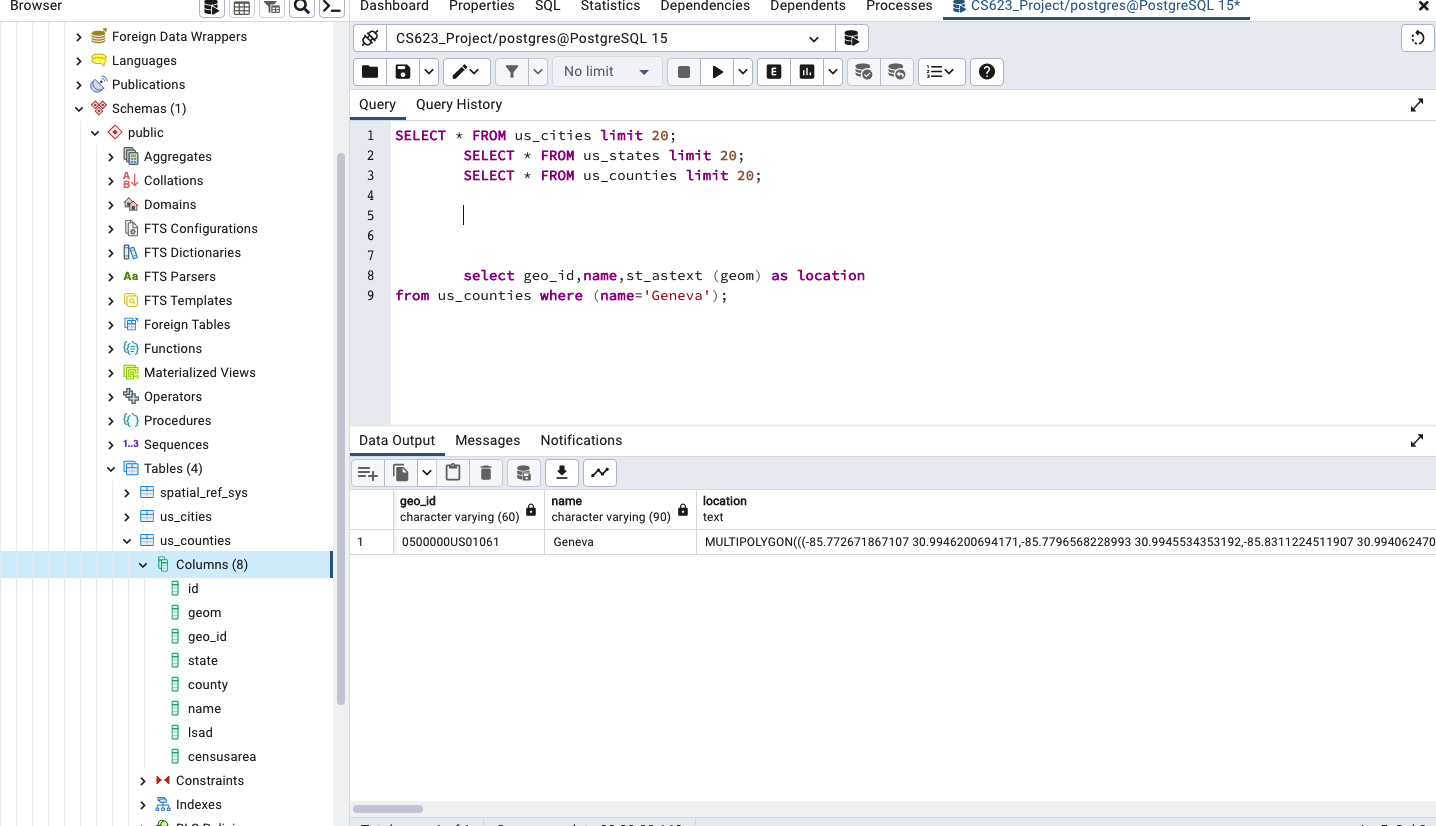 Browser
Dashboard Properties SQL Statistics Dependencies Dependents Processes CS623_Project/postgres@PostgreSQL 15*
CS623_Project/postgres@PostgreSQL 15
No limit
E
Query Query History
1 SELECT * FROM us_cities limit 20;
2 SELECT * FROM us_states limit 20;
3 SELECT * FROM us_counties limit 20;
4
5
6
7
8 select geo_id,name,st_astext (geom) as location
9 from us_counties where (name='Geneva');
Foreign Data Wrappers
Languages
Publications
Schemas (1)
public
Aggregates
Collations
Domains
FTS Configurations
FTS Dictionaries
Aa FTS Parsers
FTS Templates
Foreign Tables
Functions
Materialized Views
Operators
Procedures
1..3 Sequences
Tables (4)
spatial_ref_sys
us_cities
us_counties
Columns (8)
id
geom
geo_id
state
county
name
lsad
censusarea
Constraints
Indexes
Data Output Messages Notifications
geo_id name location
character varying (60) character varying (90) text
1 0500000US01061 Geneva MULTIPOLYGON(((-85.772671867107 30.9946200694171,-85.7796568228993 30.9945534353192,-85.8311224511907 30.994062470